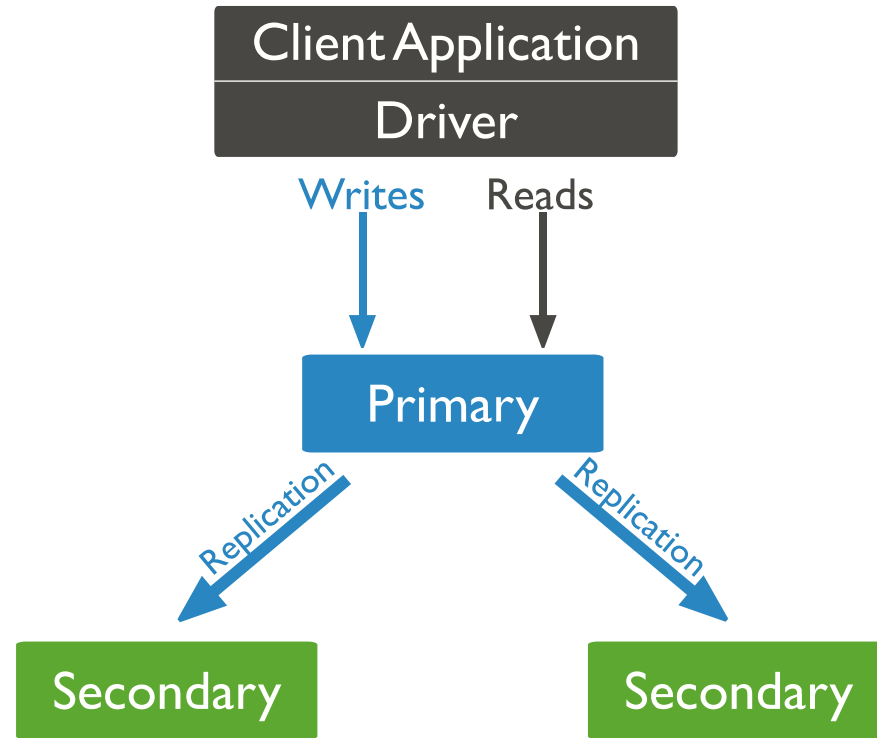 Client Application
Driver
Writes
Reads
Primary
Replication
Replication
Secondary
Secondary